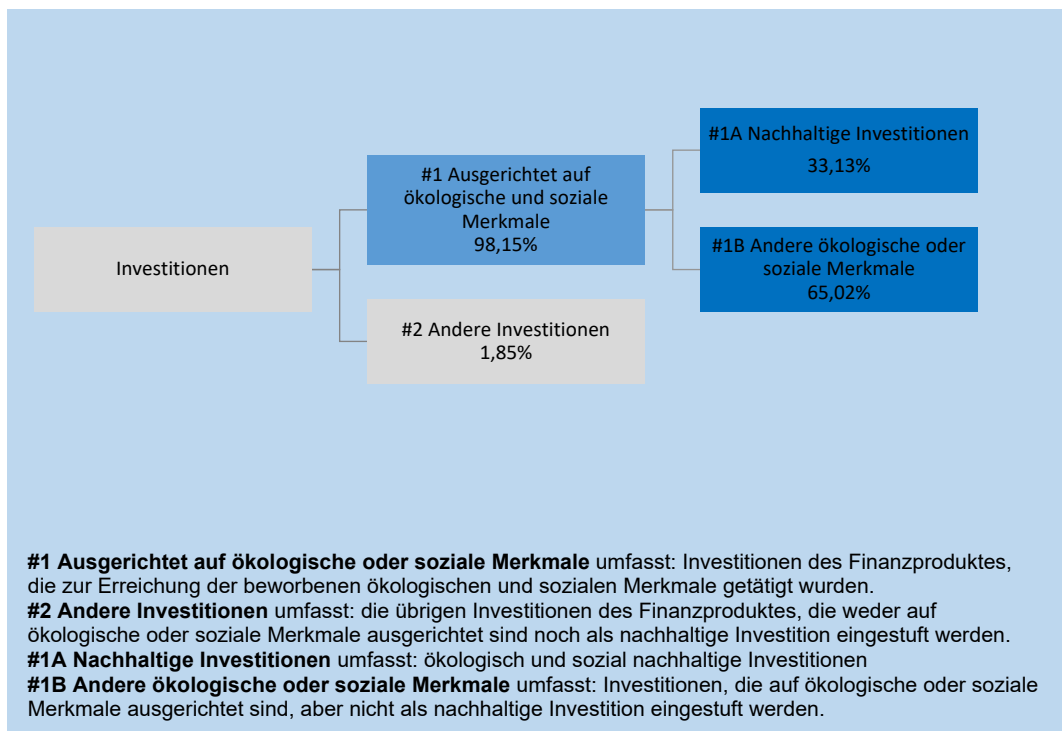 Investitionen
#1 Ausgerichtet auf
ökologische und soziale
Merkmale
98,15%
#2 Andere Investitionen
1,85%
#1A Nachhaltige Investitionen
33,13%
#1B Andere ökologische oder
soziale Merkmale
65,02%
#1 Ausgerichtet auf ökologische oder soziale Merkmale umfasst: Investitionen des Finanzproduktes,
die zur Erreichung der beworbenen ökologischen und sozialen Merkmale getätigt wurden.
#2 Andere Investitionen umfasst: die übrigen Investitionen des Finanzproduktes, die weder auf
ökologische oder soziale Merkmale ausgerichtet sind noch als nachhaltige Investition eingestuft werden.
#1A Nachhaltige Investitionen umfasst: ökologisch und sozial nachhaltige Investitionen
#1B Andere ökologische oder soziale Merkmale umfasst: Investitionen, die auf ökologische oder soziale
Merkmale ausgerichtet sind, aber nicht als nachhaltige Investition eingestuft werden.